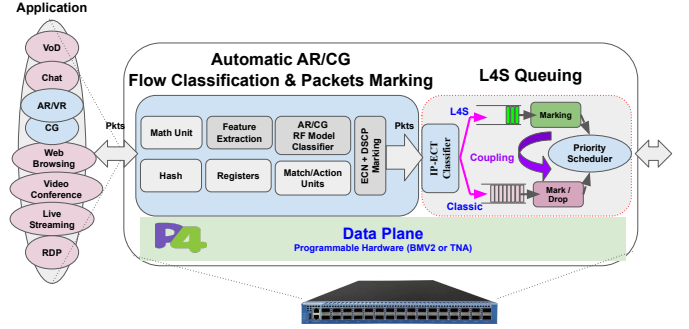 Application
VoD
Chat
AR/VR
CG
Web
Browsing
Video
Conference
Live
Streaming
RDP
Pkts
Automatic AR/CG
Flow Classification & Packets Marking
Math Unit
Feature
Extraction
AR/CG
RF Model
Classifier
Hash
Registers
Match/Action
Units
ECN + DSCP
Marking
Pkts
L4S Queuing
IP-ECT
Classifier
L4S
Marking
Coupling
Priority
Scheduler
Classic
Mark /
Drop
P4
Data Plane
Programmable Hardware (BMV2 or TNA)